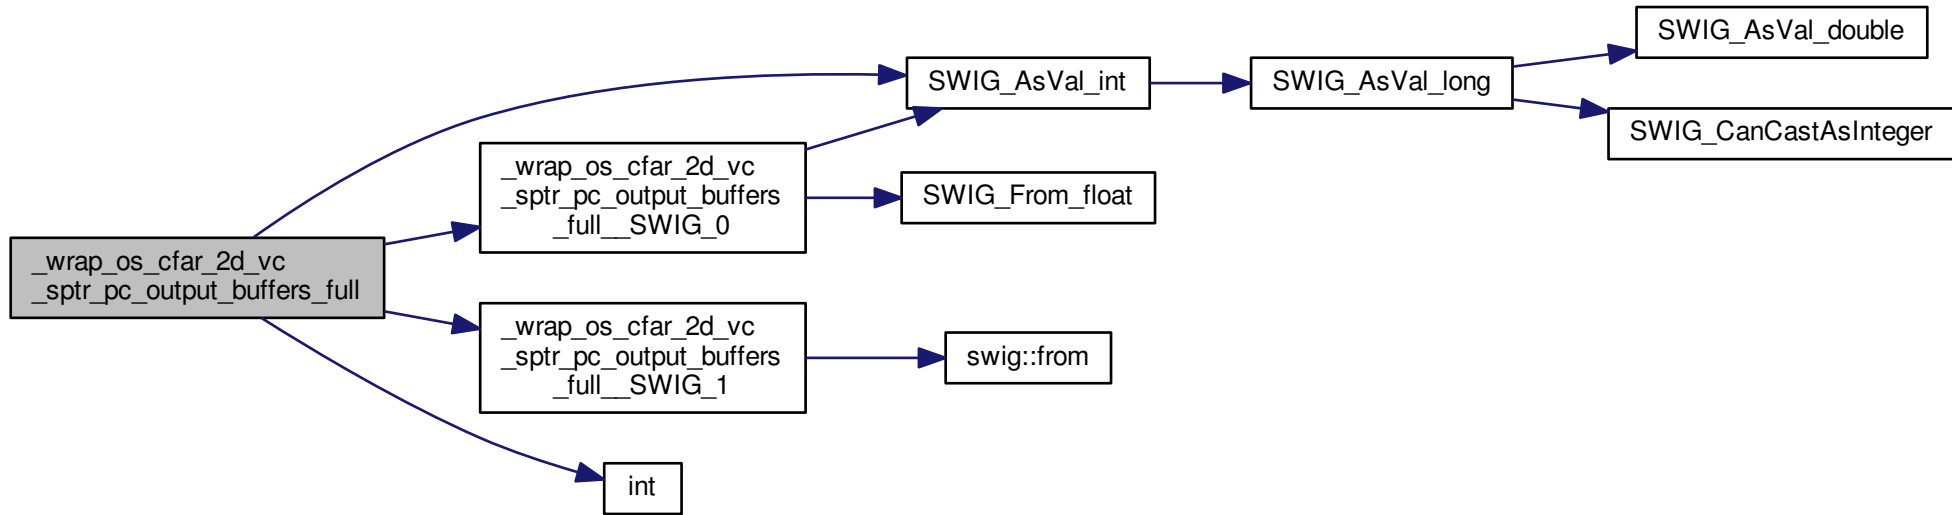 _wrap_os_cfar_2d_vc
_sptr_pc_output_buffers_full
_wrap_os_cfar_2d_vc
_sptr_pc_output_buffers
_full__SWIG_0
_wrap_os_cfar_2d_vc
_sptr_pc_output_buffers
_full__SWIG_1
int
SWIG_AsVal_int
SWIG_From_float
swig::from
SWIG_AsVal_long
SWIG_AsVal_double
SWIG_CanCastAsInteger